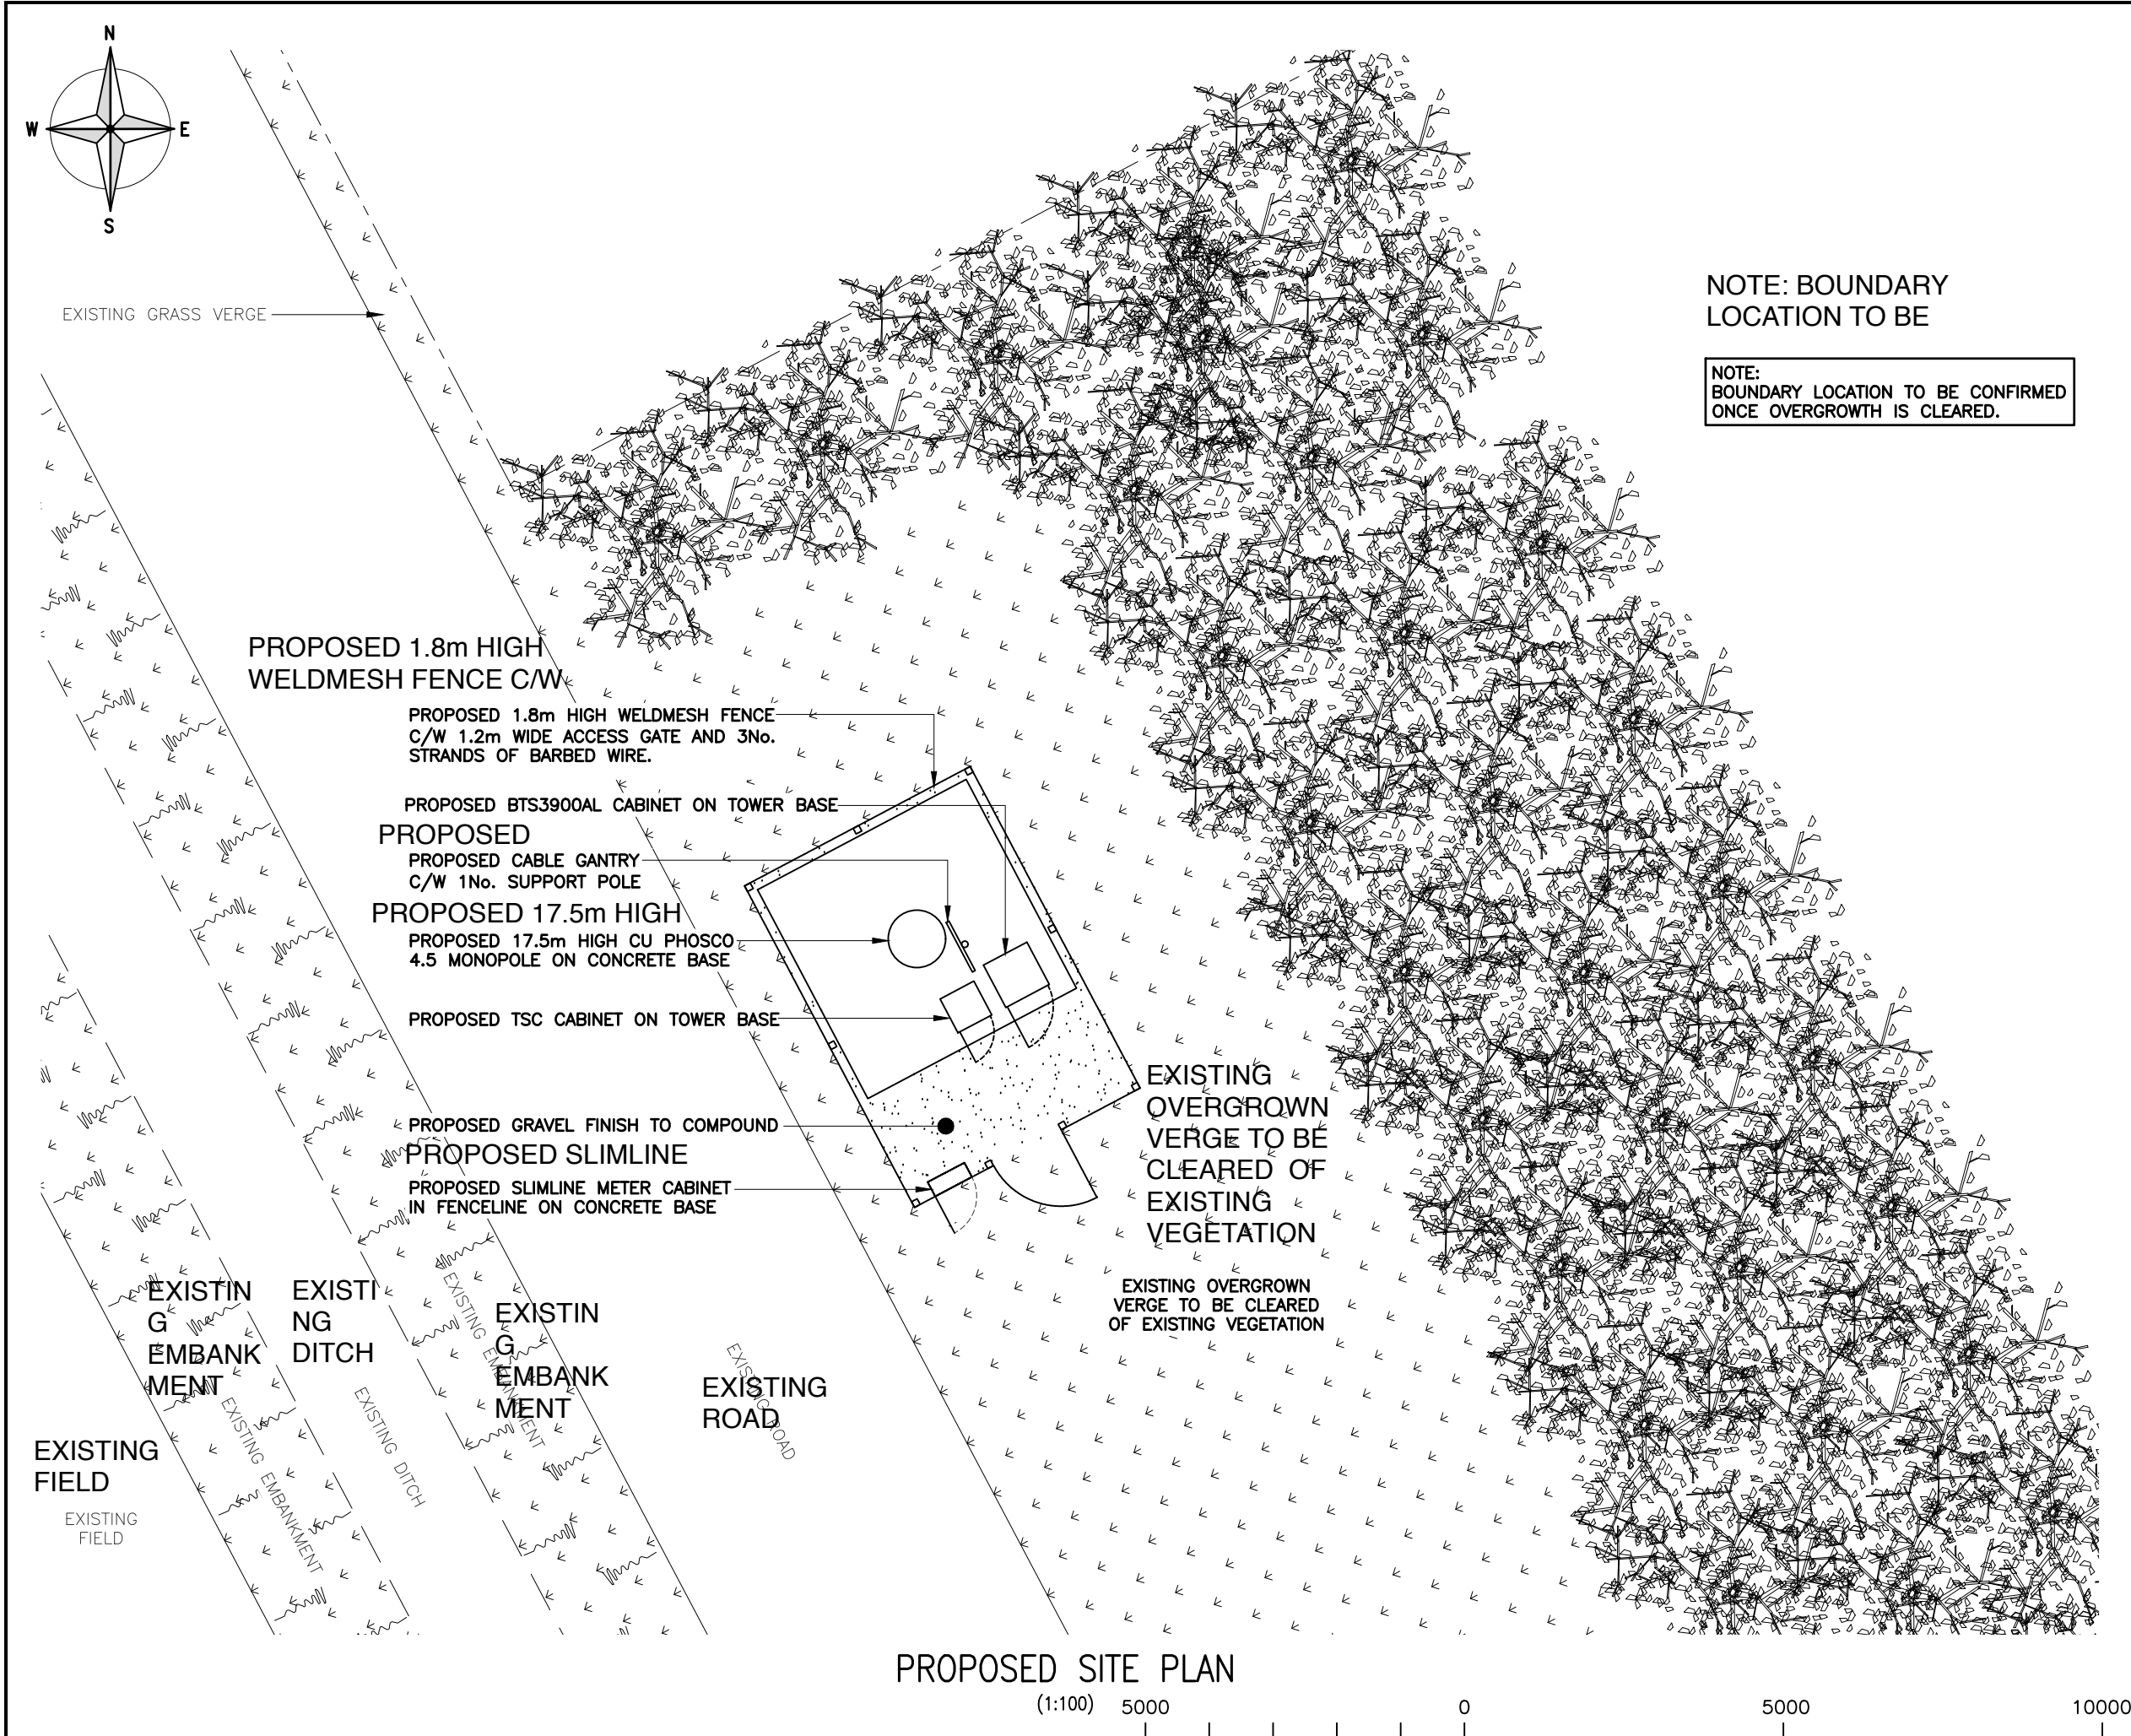 N
W
E
S
EXISTING GRASS VERGE
NOTE: BOUNDARY
LOCATION TO BE
NOTE:
BOUNDARY LOCATION TO BE CONFIRMED
ONCE OVERGROWTH IS CLEARED.
PROPOSED 1.8m HIGH
WELDMESH FENCE C/W
PROPOSED 1.8m HIGH WELDMESH FENCE
C/W 1.2m WIDE ACCESS GATE AND 3No.
STRANDS OF BARBED WIRE.
PROPOSED BTS3900AL CABINET ON TOWER BASE
PROPOSED
PROPOSED CABLE GANTRY
C/W 1No. SUPPORT POLE
PROPOSED 17.5m HIGH
PROPOSED 17.5m HIGH CU PHOSCO
4.5 MONOPOLE ON CONCRETE BASE
PROPOSED TSC CABINET ON TOWER BASE
PROPOSED GRAVEL FINISH TO COMPOUND
PROPOSED SLIMLINE
PROPOSED SLIMLINE METER CABINET
IN FENCELINE ON CONCRETE BASE
EXISTING
OVERGROWN
VERGE TO BE
CLEARED OF
EXISTING
VEGETATION
EXISTING OVERGROWN
VERGE TO BE CLEARED
OF EXISTING VEGETATION
EXISTIN
G
EMBANK
MENT
EXISTING EMBANKMENT
EXISTI
NG
DITCH
EXISTING DITCH
EXISTIN
G
EMBANK
MENT
EXISTING EMBANKMENT
EXISTING
ROAD
EXISTING ROAD
EXISTING
FIELD
EXISTING
FIELD
PROPOSED SITE PLAN
(1:100)
5000
0
5000
10000